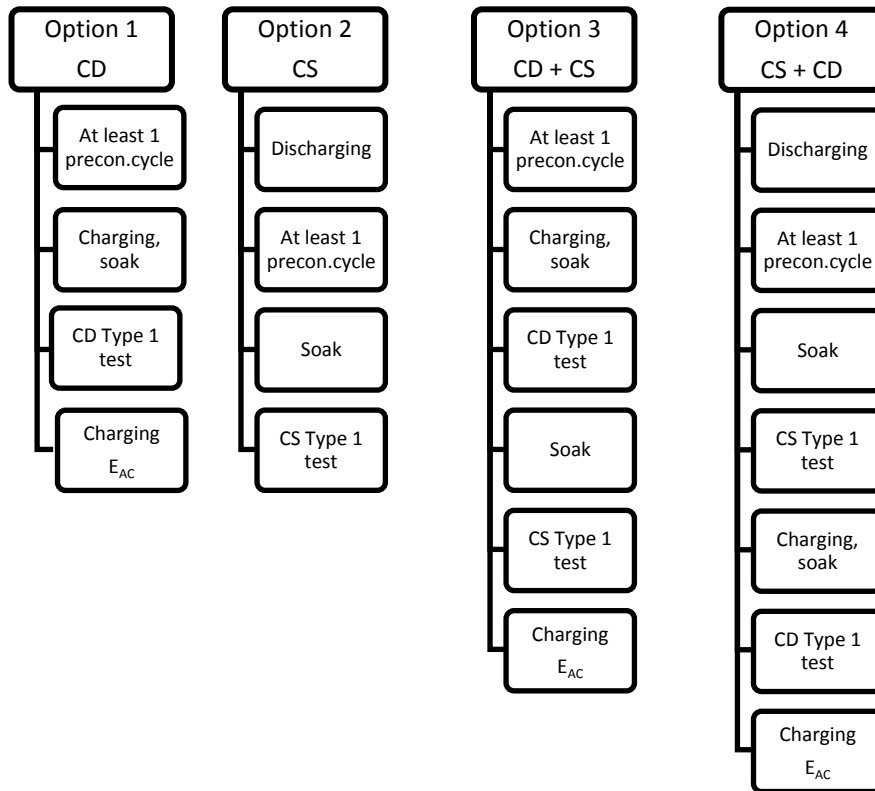 Option 1
CD
At least 1
precon.cycle
Charging,
soak
CD Type 1
test
Charging
EAC
Option 2
CS
Discharging
At least 1
precon.cycle
Soak
CS Type 1
test
Option 3
CD + CS
At least 1
precon.cycle
Charging,
soak
CD Type 1
test
Soak
CS Type 1
test
Charging
EAC
Option 4
CS + CD
Discharging
At least 1
precon.cycle
Soak
CS Type 1
test
Charging,
soak
CD Type 1
test
Charging
EAC